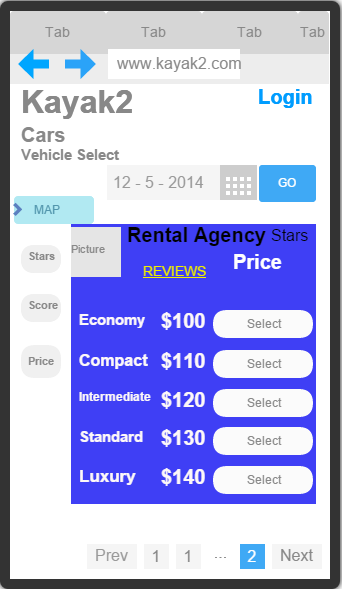 Tab Tab Tab Tab
www.kayak2.com
Kayak2 Login
Cars
Vehicle Select
12 - 5 - 2014 GO
MAP
Picture Rental Agency Stars
REVIEWS Price
Stars
Score
Price
Economy $100 Select
Compact $110 Select
Intermediate $120 Select
Standard $130 Select
Luxury $140 Select
Prev 1 1 ... 2 Next